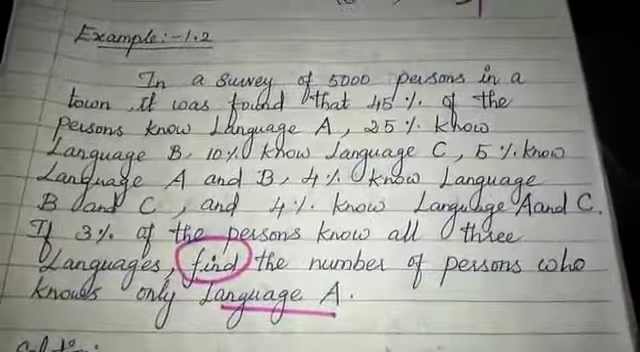 Example:-1.2
In a survey of 5000 persons in a
town, it was found that 45% of the
persons know Language A, 25% know
Language B, 10% know Language C, 5% know
Language A and B, 4% know Language
B and C, and 4% know Language A and C.
If 3% of the persons know all three
Languages, find the number of persons who
knows only Language A.